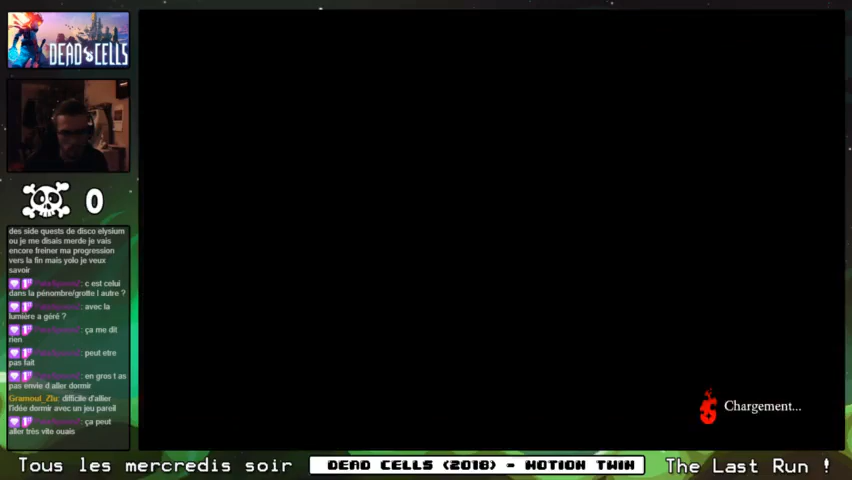 DEAD CELLS
0
des side quests de disco elysium
ou je me disais merde je vais
encore freiner ma progression
vers la fin mais yolo je veux
savoir
: c est celui
dans la pénombre/grotte l autre ?
: avec la
lumière a géré ?
: ça me dit
rien
: peut etre
pas fait
: en gros t as
pas envie d aller dormir
Gramoul_Zlu: difficile d'allier
l'idée dormir avec un jeu pareil
: ça peut
aller très vite ouais
Chargement...
Tous les mercredis soir
DEAD CELLS (2018) - MOTION TWIN
The Last Run !